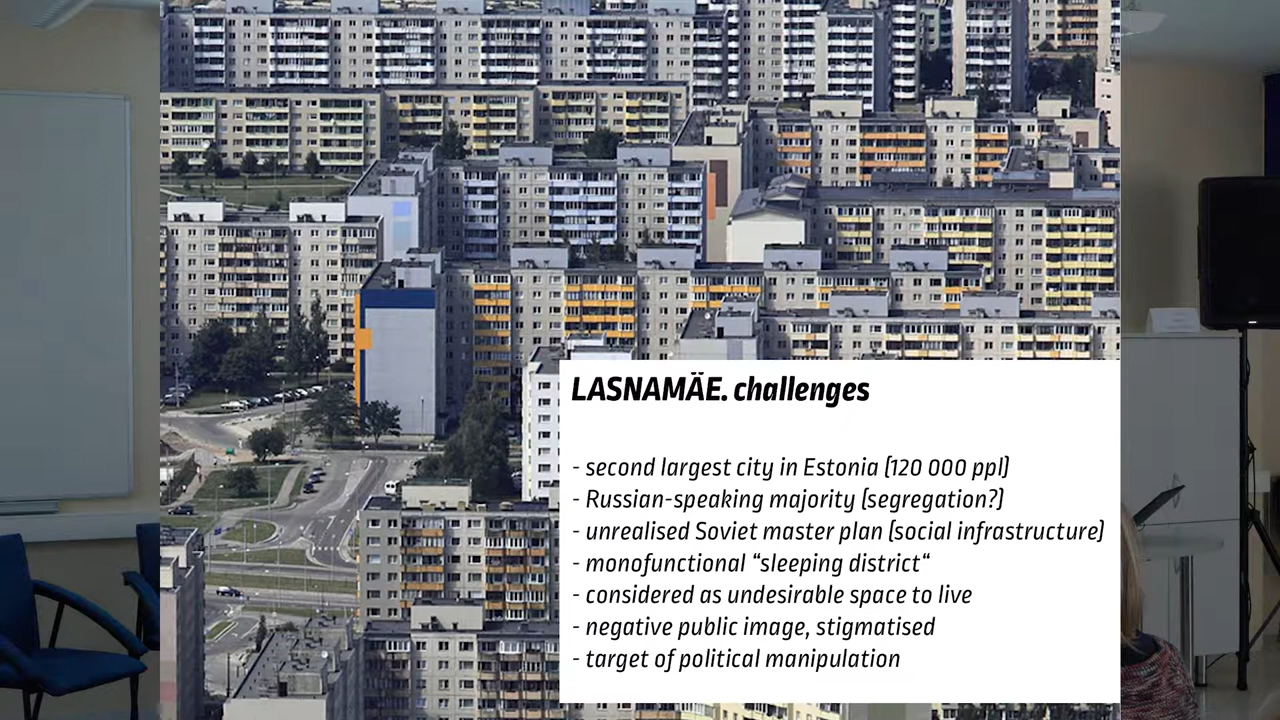 LASNAMÄE. challenges
- second largest city in Estonia (120 000 ppl)
- Russian-speaking majority (segregation?)
- unrealised Soviet master plan (social infrastructure)
- monofunctional “sleeping district“
- considered as undesirable space to live
- negative public image, stigmatised
- target of political manipulation